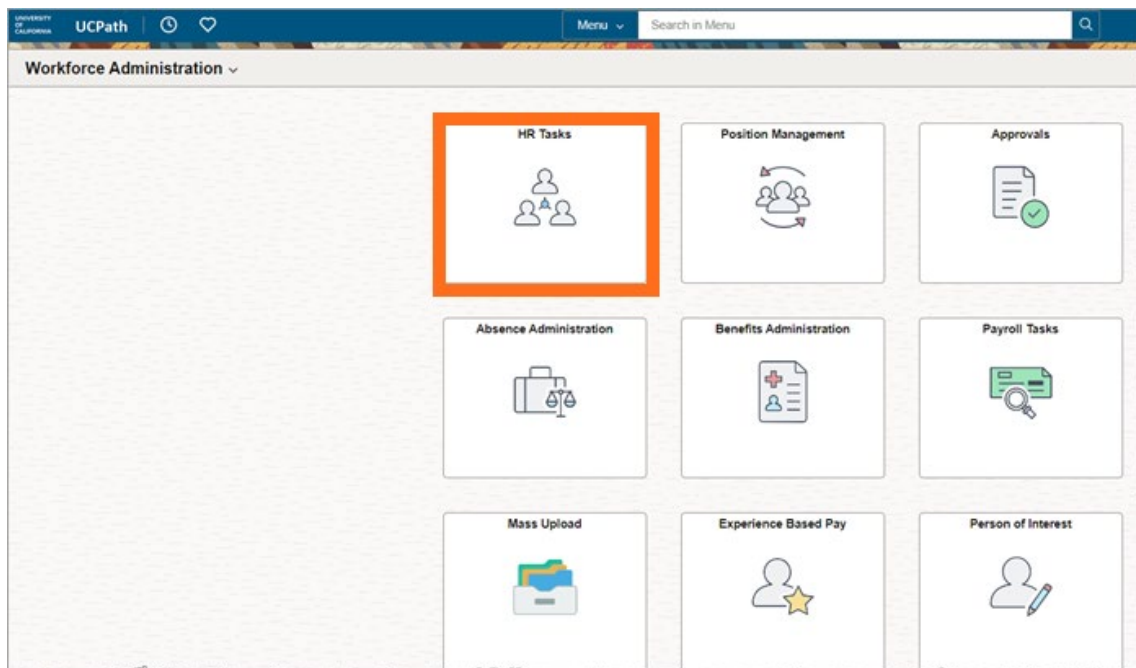 UNIVERSITY
OF
CALIFORNIA
UCPath
Menu
Search in Menu
Workforce Administration
HR Tasks
Position Management
Approvals
Absence Administration
Benefits Administration
Payroll Tasks
Mass Upload
Experience Based Pay
Person of Interest